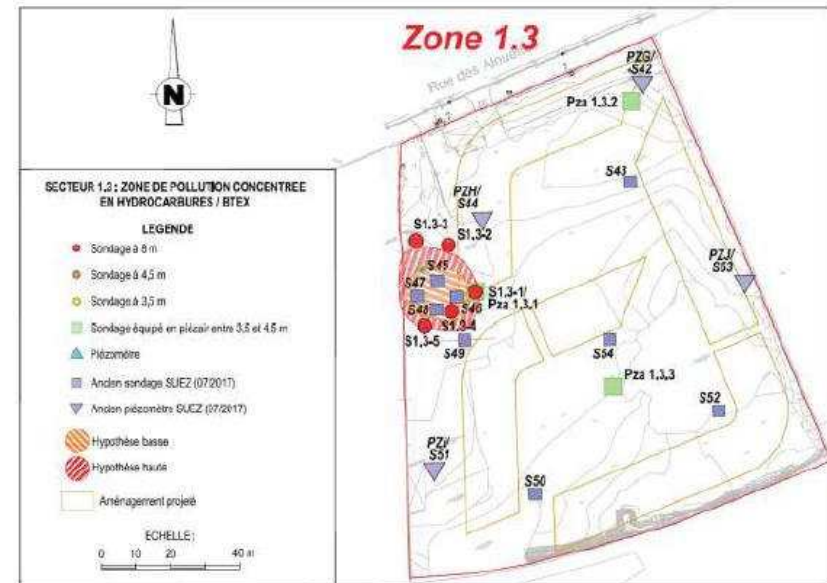 Zone 1.3
N
Rue des Aloue
SECTEUR 1.3 : ZONE DE POLLUTION CONCENTREE
EN HYDROCARBURES / BTEX
LEGENDE
Sondage à 6 m
Sondage à 4,5 m
Sondage à 3,5 m
Sondage équipé en piézair entre 3,5 et 4,5 m
Piézomètre
Ancien sondage SUEZ (07/2017)
Ancien piézomètre SUEZ (07/2017)
Hypothèse basse
Hypothèse haute
Aménagement projeté
ECHELLE :
0 10 20 40 m
PZG/
S42
Pza 1.3.2
S43
PZH/
S44
S1.3-3
S1.3-2
S45
S47
S46
S48
S1.3-1/
Pza 1.3.1
S1.3-4
S1.3-5
S49
PZJ/
S53
S54
Pza 1.3.3
S52
S51
S50